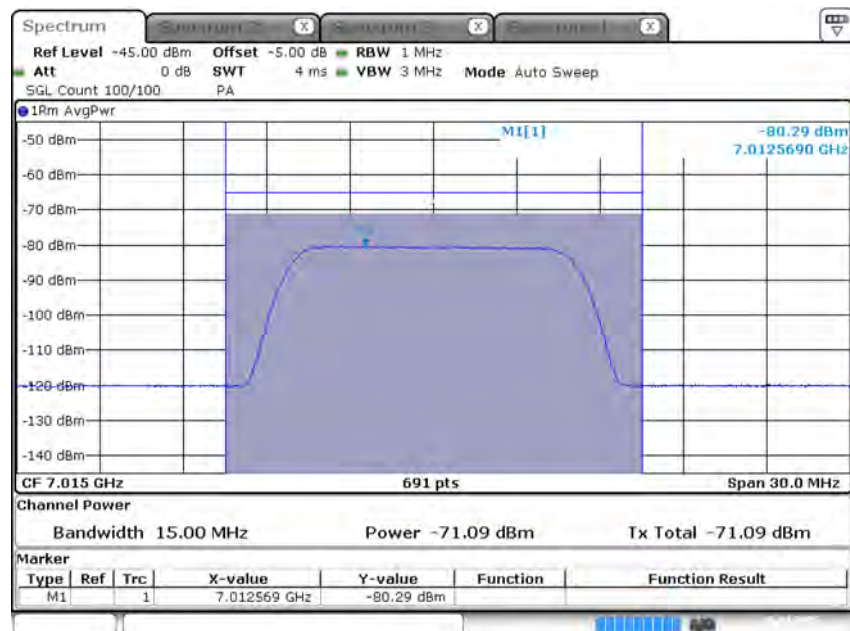 Spectrum
X X X
Ref Level -45.00 dBm Offset -5.00 dB RBW 1 MHz
Att 0 dB SWT 4 ms VBW 3 MHz Mode Auto Sweep
SGL Count 100/100 PA
1Rm AvgPwr
M1[1] -80.29 dBm
7.0125690 GHz
-50 dBm
-60 dBm
-70 dBm
-80 dBm
-90 dBm
-100 dBm
-110 dBm
-120 dBm
-130 dBm
-140 dBm
CF 7.015 GHz 691 pts Span 30.0 MHz
Channel Power
Bandwidth 15.00 MHz Power -71.09 dBm Tx Total -71.09 dBm
Marker
Type Ref Trc X-value Y-value Function Function Result
M1 1 7.012569 GHz -80.29 dBm